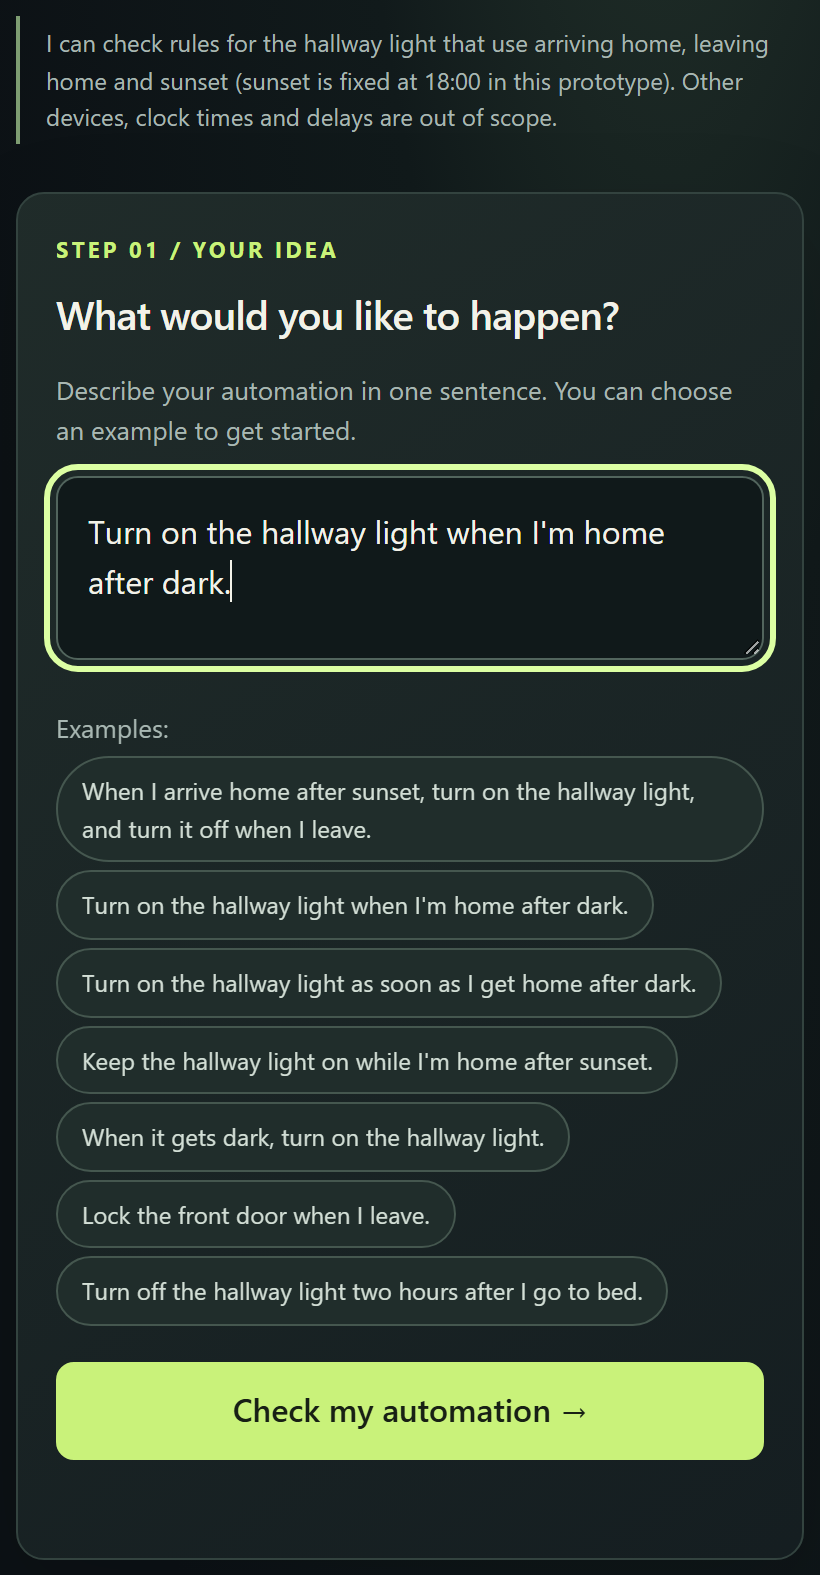 I can check rules for the hallway light that use arriving home, leaving
home and sunset (sunset is fixed at 18:00 in this prototype). Other
devices, clock times and delays are out of scope.
STEP 01 / YOUR IDEA
What would you like to happen?
Describe your automation in one sentence. You can choose
an example to get started.
Turn on the hallway light when I'm home
after dark.
Examples:
When I arrive home after sunset, turn on the hallway light,
and turn it off when I leave.
Turn on the hallway light when I'm home after dark.
Turn on the hallway light as soon as I get home after dark.
Keep the hallway light on while I'm home after sunset.
When it gets dark, turn on the hallway light.
Lock the front door when I leave.
Turn off the hallway light two hours after I go to bed.
Check my automation →